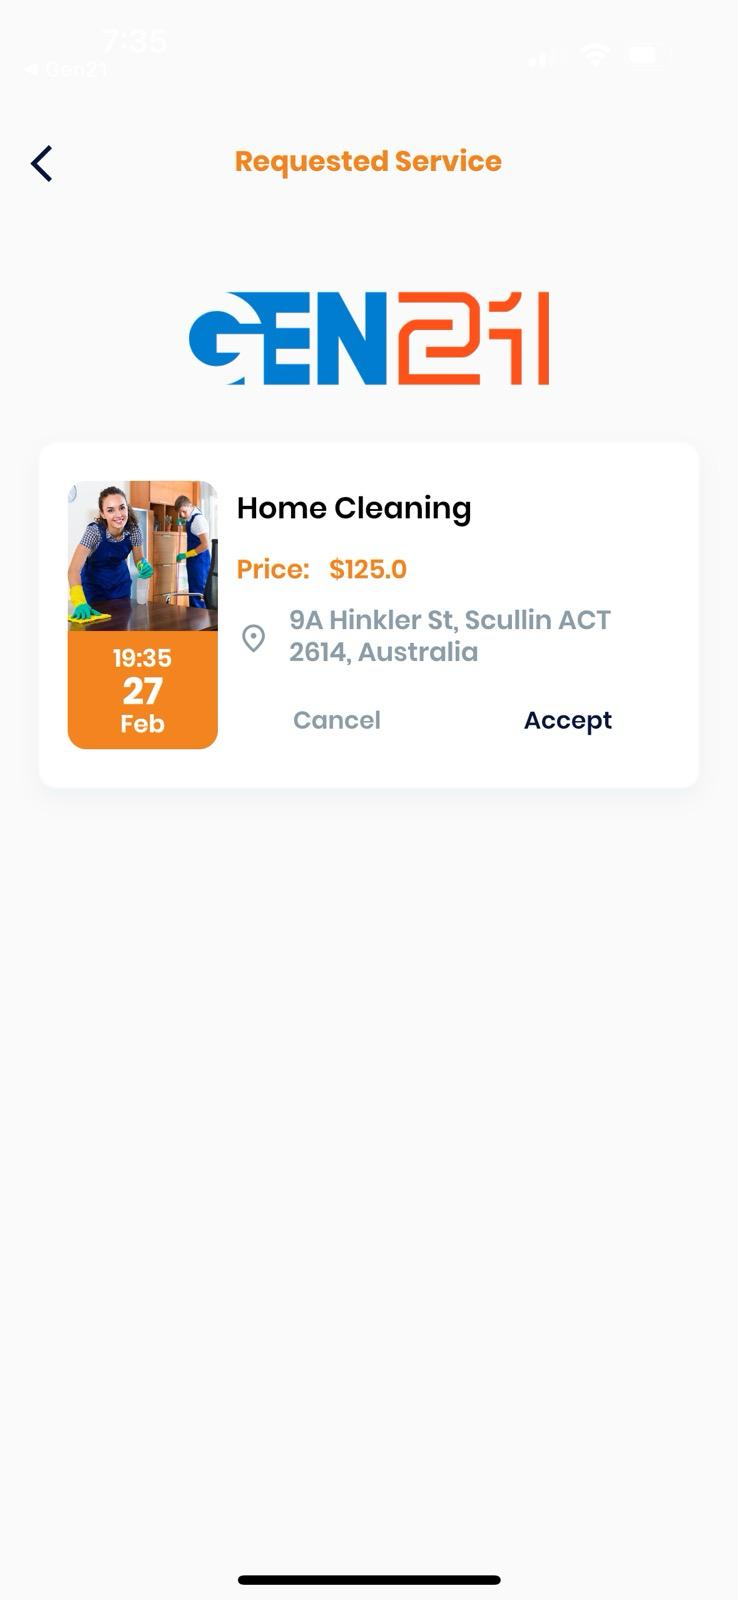 7:35
◀ Gen21
Requested Service
GEN21
Home Cleaning
Price: $125.0
9A Hinkler St, Scullin ACT
2614, Australia
19:35
27
Feb
Cancel
Accept